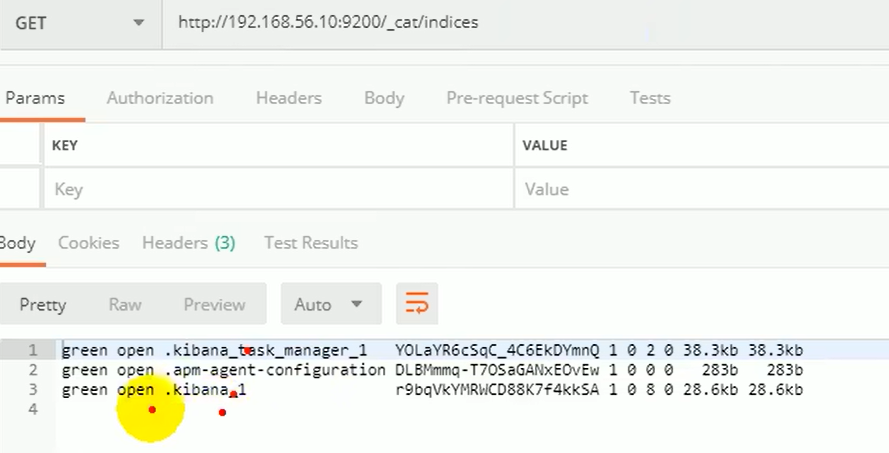 GET http://192.168.56.10:9200/_cat/indices
Params Authorization Headers Body Pre-request Script Tests
KEY VALUE
Key Value
Body Cookies Headers (3) Test Results
Pretty Raw Preview Auto
1 green open .kibana_task_manager_1 YOLaYR6cSqC_4C6EkDYmnQ 1 0 2 0 38.3kb 38.3kb
2 green open .apm-agent-configuration DLBMmmq-T7OSaGANxEOvEw 1 0 0 0 283b 283b
3 green open .kibana_1 r9bqVkYMRWCD88K7f4kkSA 1 0 8 0 28.6kb 28.6kb
4